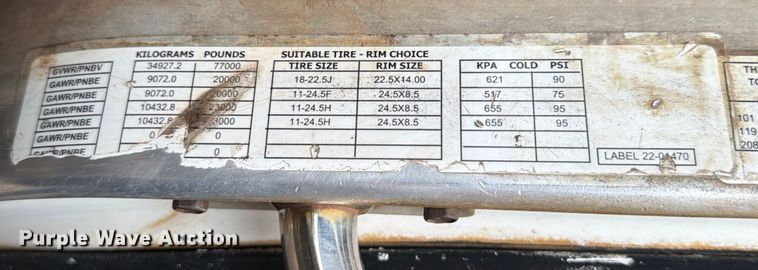 KILOGRAMS POUNDS SUITABLE TIRE - RIM CHOICE
GVWR/PNBV 34927.2 77000 TIRE SIZE RIM SIZE KPA COLD PSI
GAWR/PNBE 9072.0 20000 18-22.5J 22.5X14.00 621 90
GAWR/PNBE 9072.0 20000 11-24.5F 24.5X8.5 517 75
GAWR/PNBE 10432.8 23000 11-24.5H 24.5X8.5 655 95
GAWR/PNBE 10432.8 3000 11-24.5H 24.5X8.5 655 95
GAWR/PNBE 0 0
GAWR/PNBE 0 0
LABEL
TH
TO
101
119
208
Purple Wave Auction